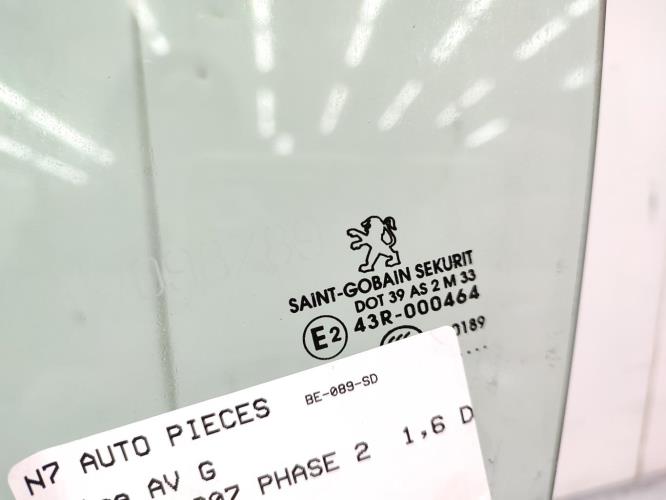 SAINT-GOBAIN SEKURIT
DOT 39 AS 2 M 33
E2 43R-000464
0189
N7 AUTO PIECES BE-089-SD
AV G
PHASE 2 1,6 D